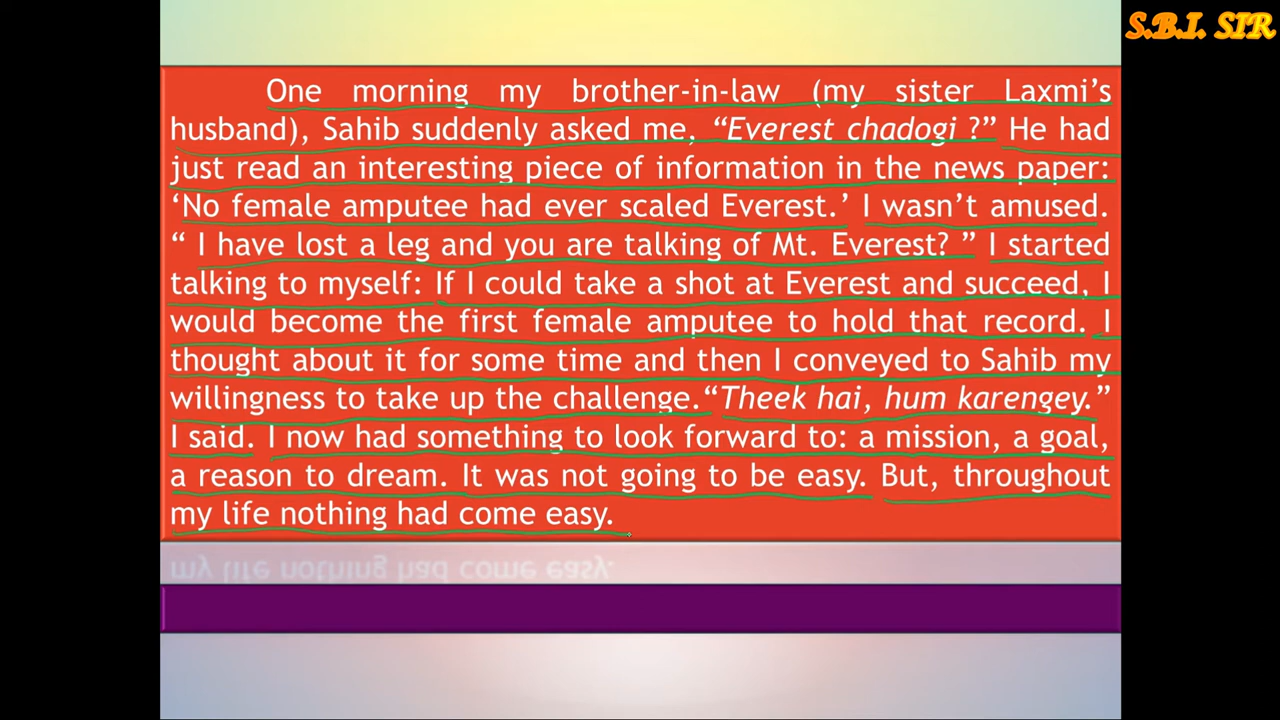 S.B.I. SIR
One morning my brother-in-law (my sister Laxmi's
husband), Sahib suddenly asked me, “Everest chadogi ?” He had
just read an interesting piece of information in the news paper:
‘No female amputee had ever scaled Everest.’ I wasn’t amused.
“ I have lost a leg and you are talking of Mt. Everest? ” I started
talking to myself: If I could take a shot at Everest and succeed, I
would become the first female amputee to hold that record. I
thought about it for some time and then I conveyed to Sahib my
willingness to take up the challenge.“Theek hai, hum karengey.”
I said. I now had something to look forward to: a mission, a goal,
a reason to dream. It was not going to be easy. But, throughout
my life nothing had come easy.